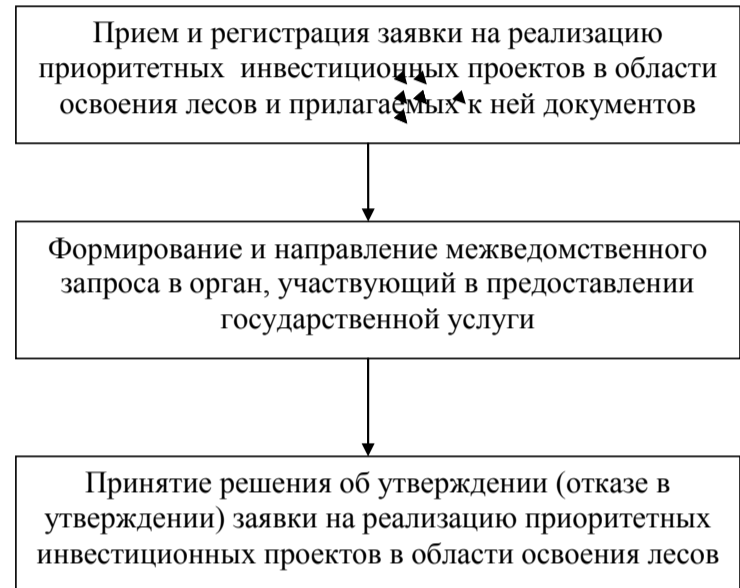 Прием и регистрация заявки на реализацию
приоритетных инвестиционных проектов в области
освоения лесов и прилагаемых к ней документов
Формирование и направление межведомственного
запроса в орган, участвующий в предоставлении
государственной услуги
Принятие решения об утверждении (отказе в
утверждении) заявки на реализацию приоритетных
инвестиционных проектов в области освоения лесов